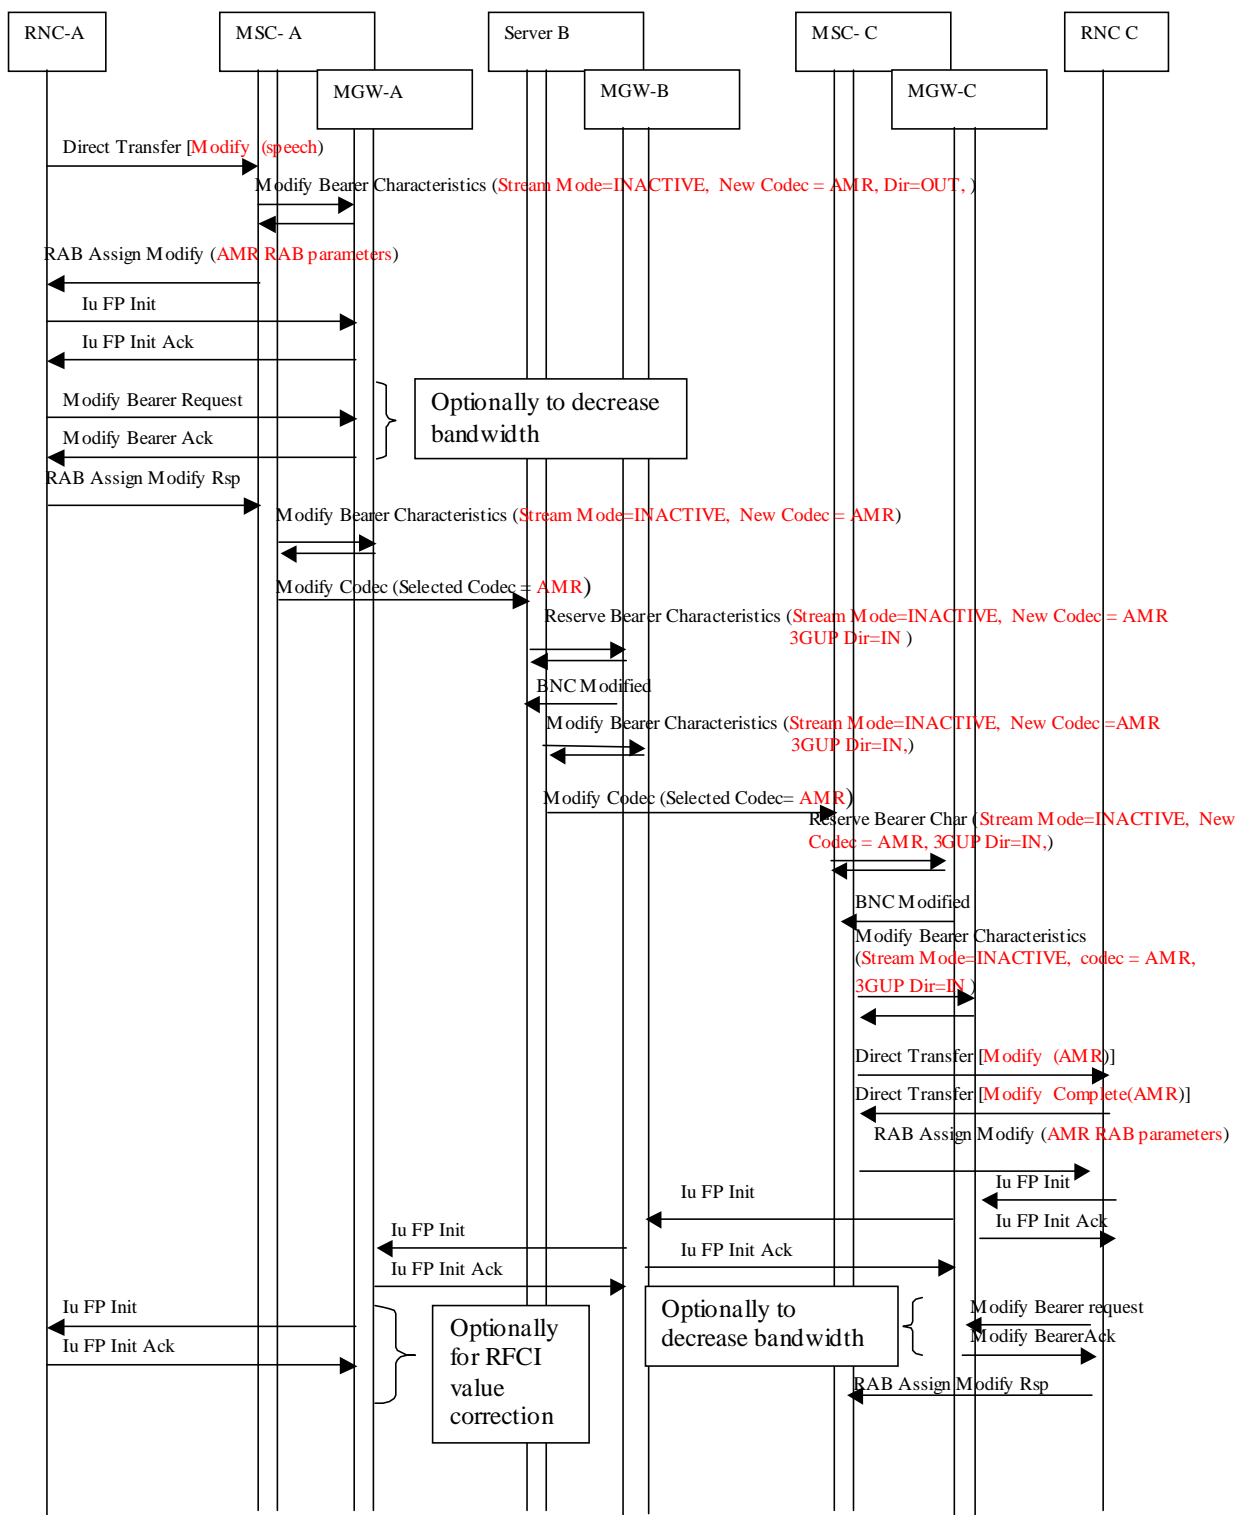 RNC-A
MSC- A
Server B
MSC- C
RNC C
MGW-A
MGW-B
MGW-C
Direct Transfer [Modify (speech)
Modify Bearer Characteristics (Stream Mode=INACTIVE, New Codec = AMR, Dir=OUT, )
RAB Assign Modify (AMR RAB parameters)
Iu FP Init
Iu FP Init Ack
Modify Bearer Request
Optionally to decrease
bandwidth
Modify Bearer Ack
RAB Assign Modify Rsp
Modify Bearer Characteristics (Stream Mode=INACTIVE, New Codec = AMR)
Modify Codec (Selected Codec = AMR)
Reserve Bearer Characteristics (Stream Mode=INACTIVE, New Codec = AMR
3GUP Dir=IN )
BNC Modified
Modify Bearer Characteristics (Stream Mode=INACTIVE, New Codec =AMR
3GUP Dir=IN,)
Modify Codec (Selected Codec= AMR)
Reserve Bearer Char (Stream Mode=INACTIVE, New
Codec = AMR, 3GUP Dir=IN,)
BNC Modified
Modify Bearer Characteristics
(Stream Mode=INACTIVE, codec = AMR,
3GUP Dir=IN )
Direct Transfer [Modify (AMR)]
Direct Transfer [Modify Complete(AMR)]
RAB Assign Modify (AMR RAB parameters)
Iu FP Init
Iu FP Init
Iu FP Init Ack
Iu FP Init
Iu FP Init Ack
Iu FP Init Ack
Iu FP Init
Iu FP Init Ack
Optionally
for RFCI
value
correction
Optionally to
decrease bandwidth
Modify Bearer request
Modify BearerAck
RAB Assign Modify Rsp